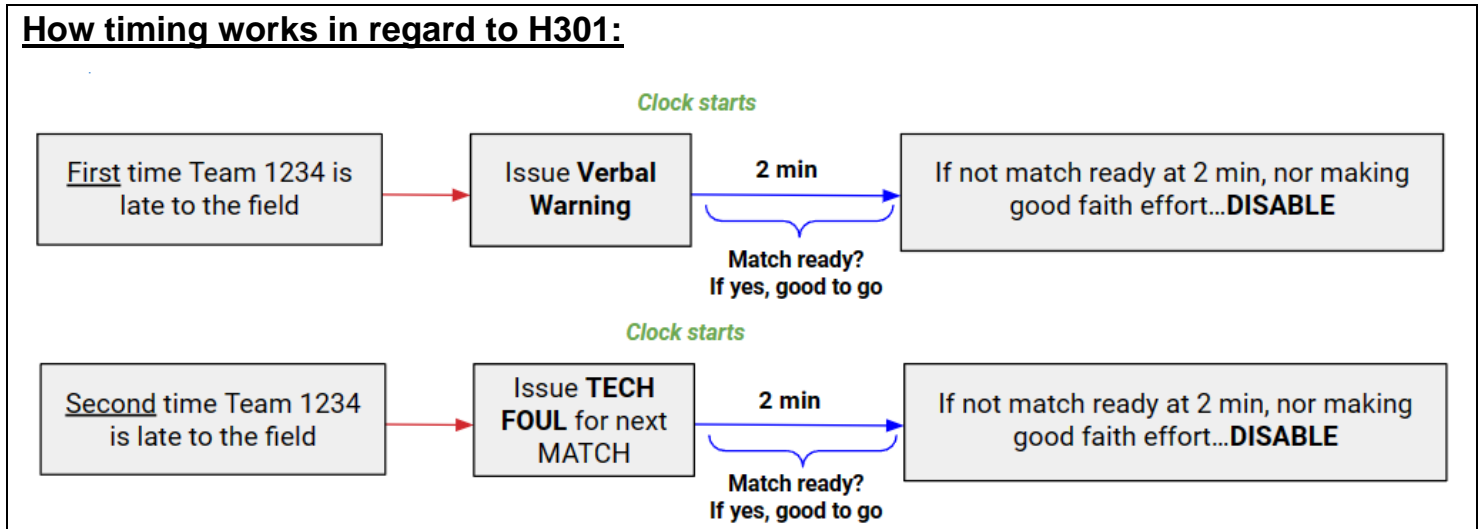 How timing works in regard to H301:
Clock starts
First time Team 1234 is
late to the field
Issue Verbal
Warning
2 min
Match ready?
If yes, good to go
If not match ready at 2 min, nor making
good faith effort...DISABLE
Clock starts
Second time Team 1234
is late to the field
Issue TECH
FOUL for next
MATCH
2 min
Match ready?
If yes, good to go
If not match ready at 2 min, nor making
good faith effort...DISABLE